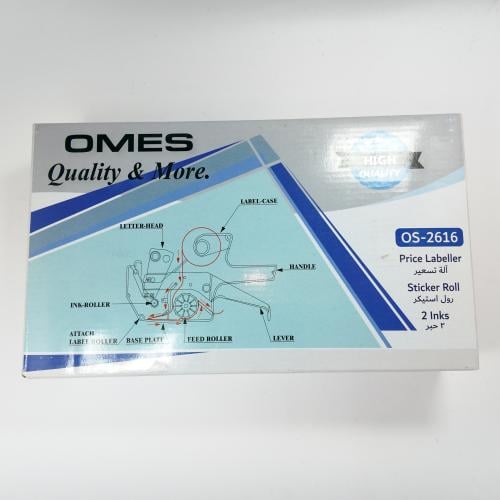 OMES
Quality & More.
HIGH
QUALITY
OS-2616
Price Labeller
آلة تسعير
Sticker Roll
رول استيكر
2 Inks
٢ حبر
LABEL-CASE
LETTER-HEAD
HANDLE
INK-ROLLER
ATTACH
LABEL ROLLER
BASE PLATE
FEED ROLLER
LEVER